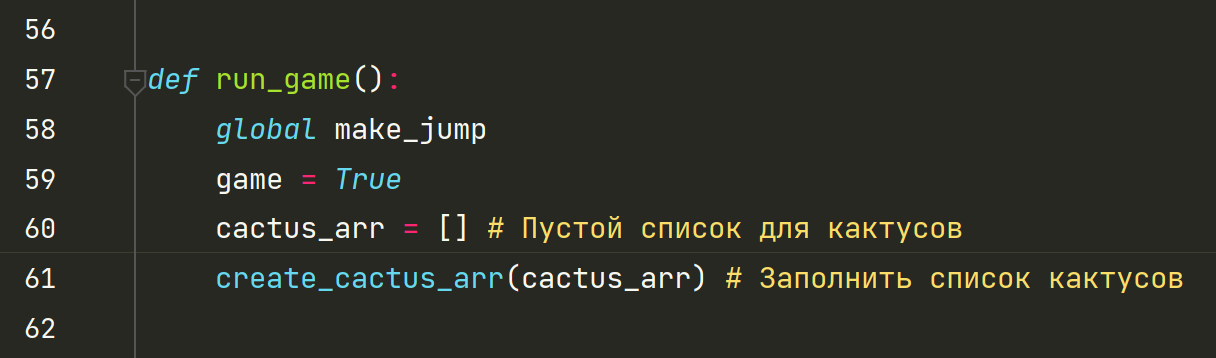 56
57 def run_game():
58 global make_jump
59 game = True
60 cactus_arr = [] # Пустой список для кактусов
61 create_cactus_arr(cactus_arr) # Заполнить список кактусов
62